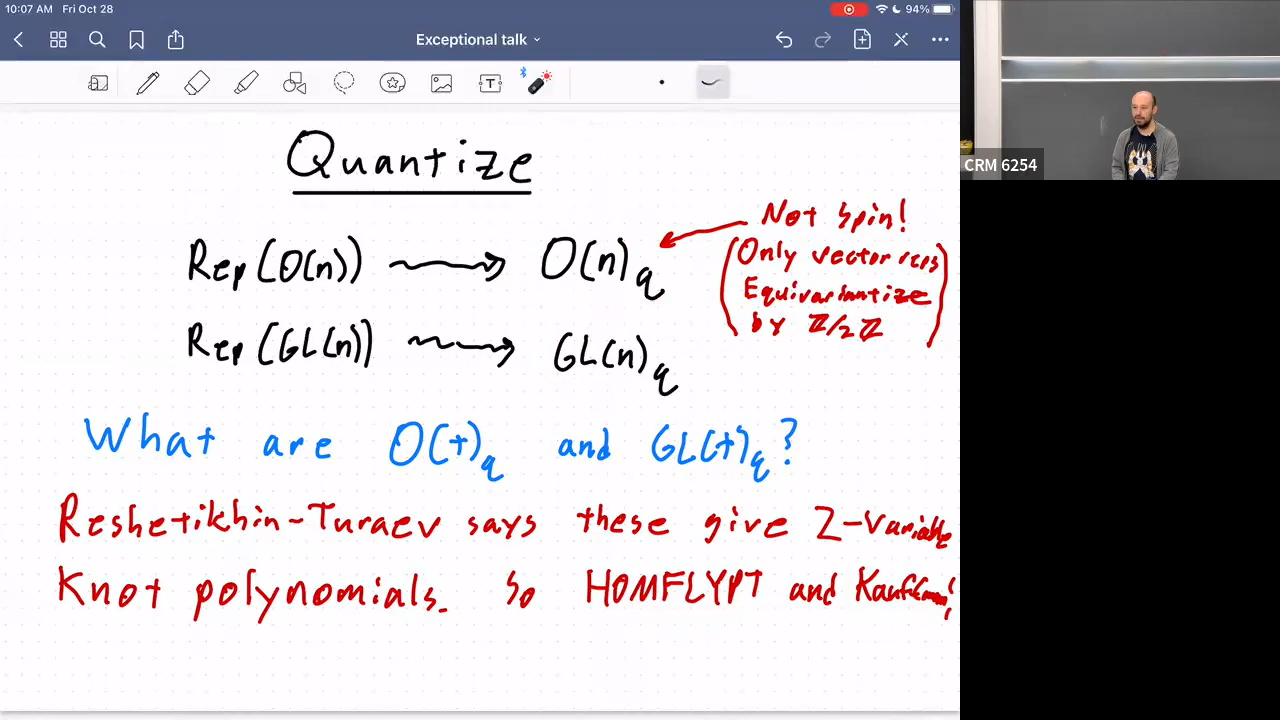 10:07 AM Fri Oct 28
94%
Exceptional talk
T
Quantize
Rep(O(n)) → O(n)q
Not spin!
(Only vector reps
Equivariantize
by ℤ/2ℤ)
Rep(GL(n)) → GL(n)q
What are O(t)q and GL(t)q?
Reshetikhin-Turaev says these give 2-variable
Knot polynomials. So HOMFLYPT and Kauffman!
CRM 6254